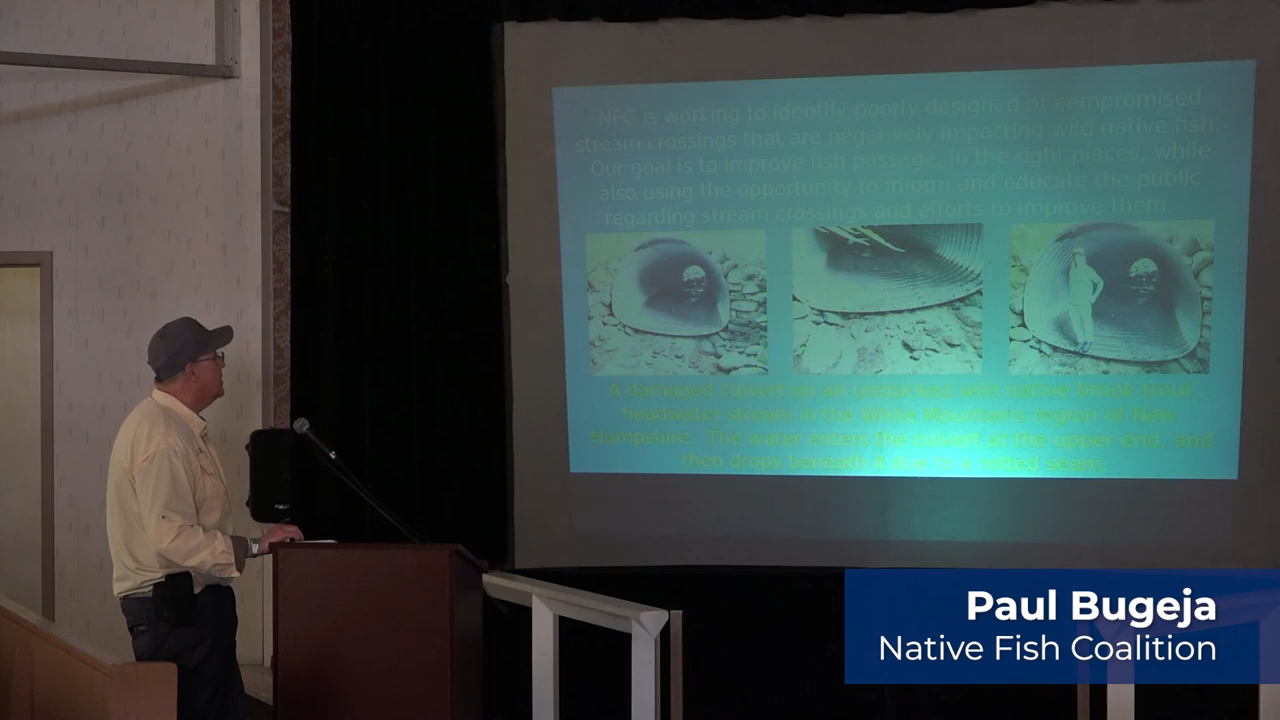 NFC is working to identify poorly designed or compromised
stream crossings that are negatively impacting wild native fish.
Our goal is to improve fish passage, in the right places, while
also using the opportunity to inform and educate the public
regarding stream crossings and efforts to improve them.
A damaged culvert on an unstocked wild native brook trout
headwater stream in the White Mountains region of New
Hampshire. The water enters the culvert at the upper end, and
then drops beneath it due to a rotted seam.
Paul Bugeja
Native Fish Coalition